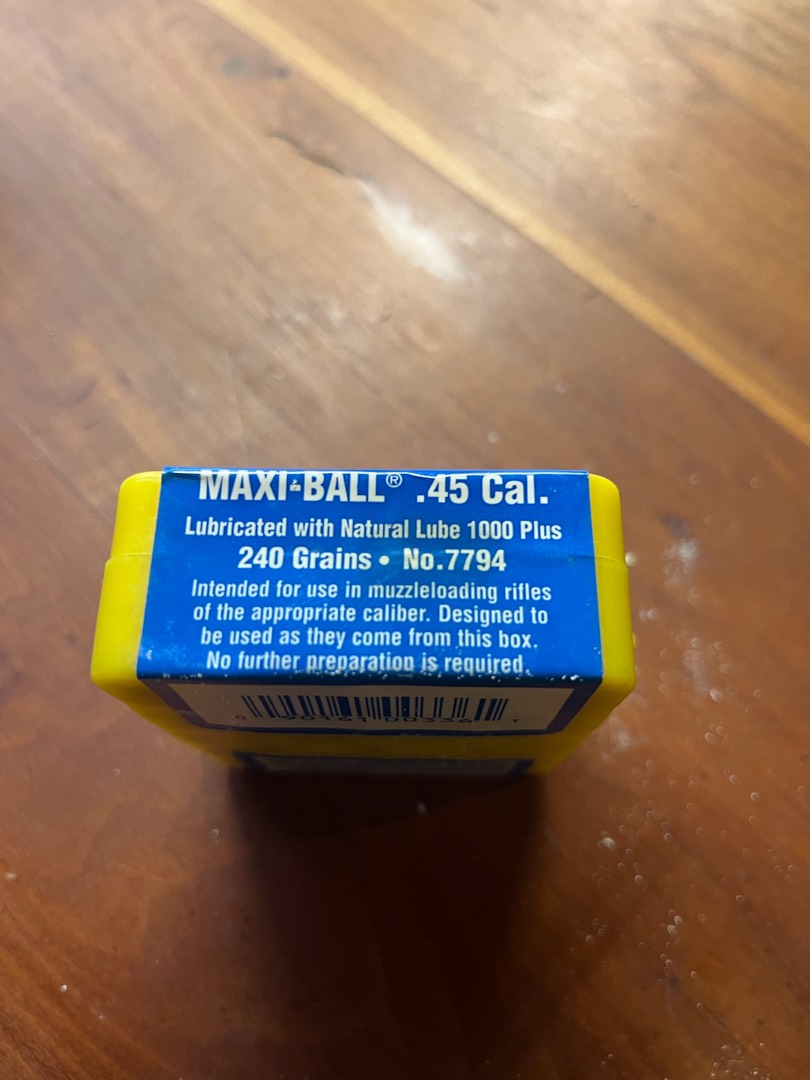 MAXI-BALL® .45 Cal.
Lubricated with Natural Lube 1000 Plus
240 Grains • No.7794
Intended for use in muzzleloading rifles
of the appropriate caliber. Designed to
be used as they come from this box.
No further preparation is required.